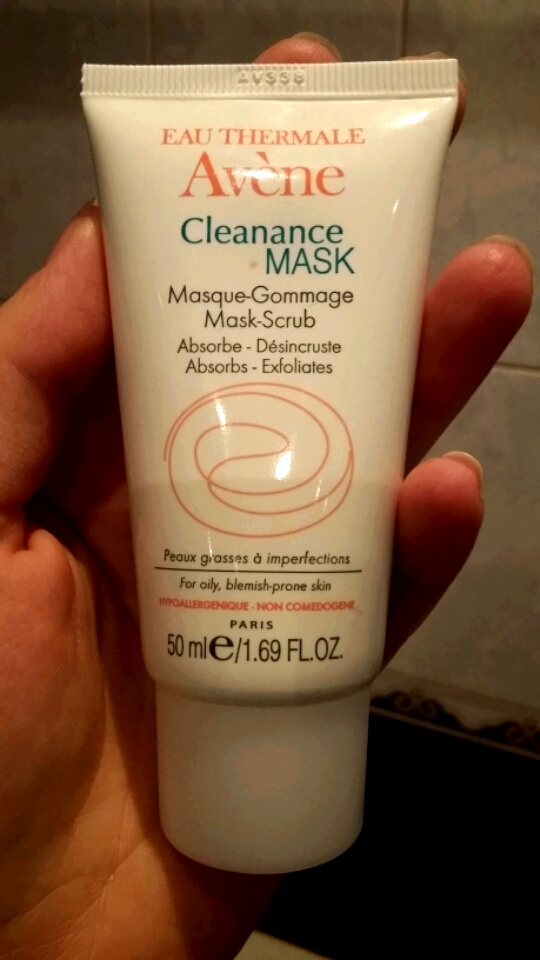 AV338
EAU THERMALE
Avène
Cleanance
MASK
Masque-Gommage
Mask-Scrub
Absorbe - Désincruste
Absorbs - Exfoliates
Peaux grasses à imperfections
For oily, blemish-prone skin
HYPOALLERGENIQUE - NON COMEDOGENE
PARIS
50 ml e/1.69 FL.OZ.